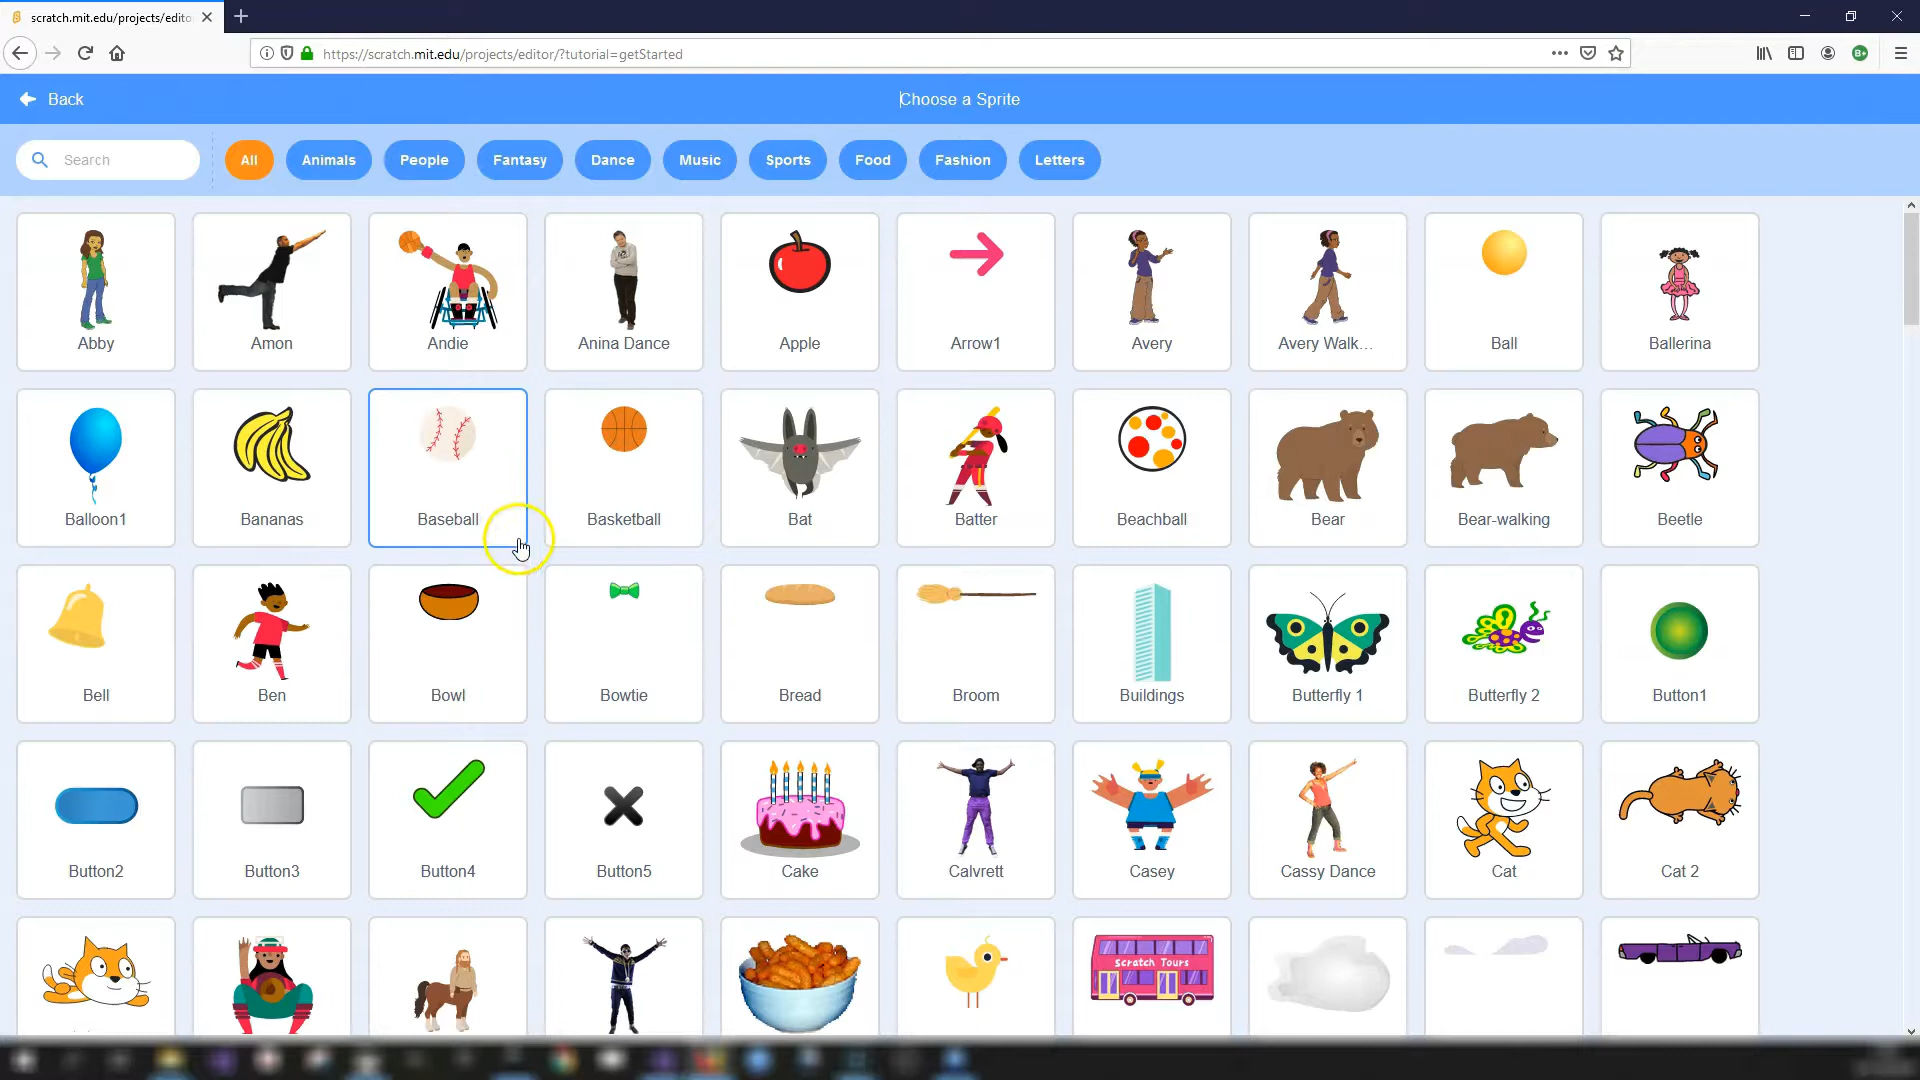 scratch.mit.edu/projects/edito
https://scratch.mit.edu/projects/editor/?tutorial=getStarted
Back
Choose a Sprite
Search
All
Animals
People
Fantasy
Dance
Music
Sports
Food
Fashion
Letters
Abby
Amon
Andie
Anina Dance
Apple
Arrow1
Avery
Avery Walk...
Ball
Ballerina
Balloon1
Bananas
Baseball
Basketball
Bat
Batter
Beachball
Bear
Bear-walking
Beetle
Bell
Ben
Bowl
Bowtie
Bread
Broom
Buildings
Butterfly 1
Butterfly 2
Button1
Button2
Button3
Button4
Button5
Cake
Calvrett
Casey
Cassy Dance
Cat
Cat 2
Scratch Tours